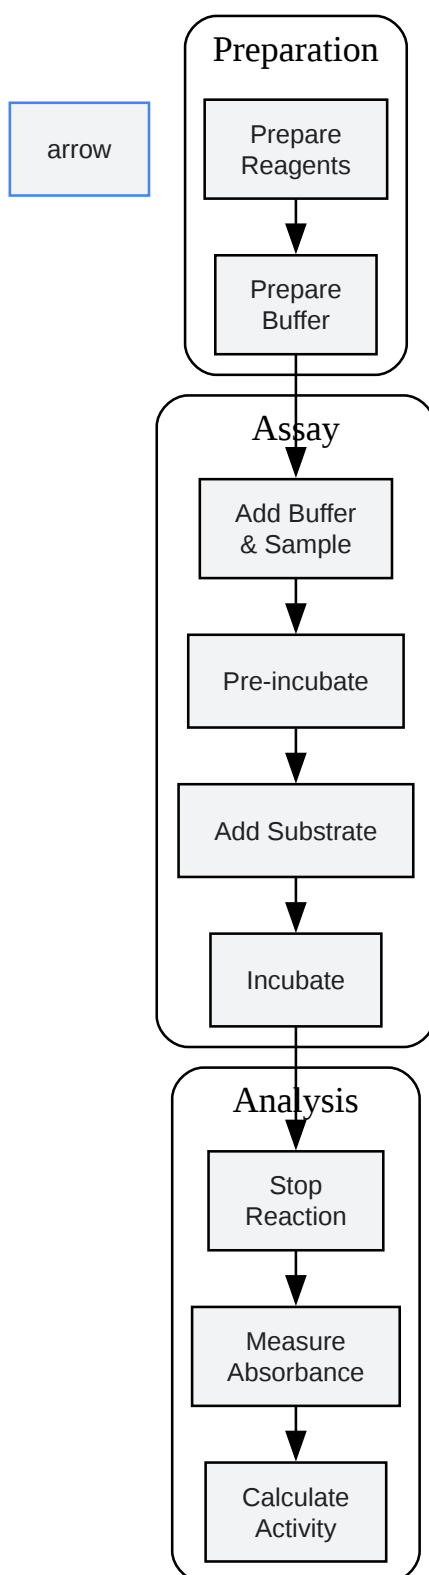 Preparation
arrow
Prepare
Reagents
Prepare
Buffer
Assay
Add Buffer
& Sample
Pre-incubate
Add Substrate
Incubate
Analysis
Stop
Reaction
Measure
Absorbance
Calculate
Activity